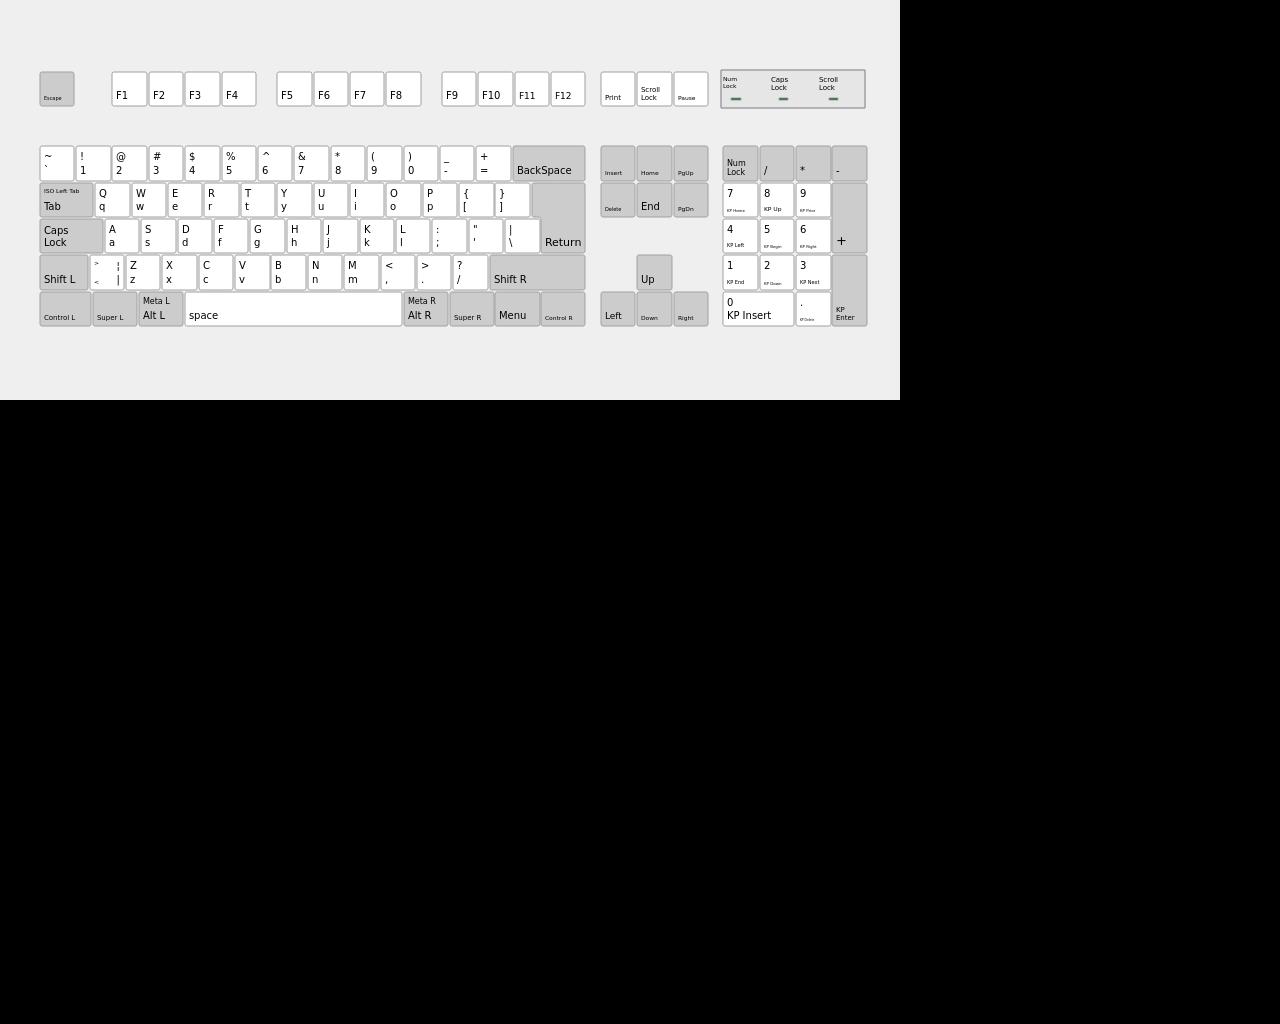 Escape F1 F2 F3 F4 F5 F6 F7 F8 F9 F10 F11 F12 Print Scroll Lock Pause Num Lock Caps Lock Scroll Lock
~ ! @ # $ % ^ & * ( ) _ +
` 1 2 3 4 5 6 7 8 9 0 - = BackSpace Insert Home PgUp Num Lock / * -
ISO Left Tab Q W E R T Y U I O P { } 7 8 9
Tab q w e r t y u i o p [ ] Delete End PgDn KP Home KP Up KP Prior
Caps A S D F G H J K L : " | 4 5 6
Lock a s d f g h j k l ; ' \ Return KP Left KP Begin KP Right +
> ¦ Z X C V B N M < > ? 1 2 3
Shift L < | z x c v b n m , . / Shift R Up KP End KP Down KP Next
Meta L Meta R 0 .
Control L Super L Alt L space Alt R Super R Menu Control R Left Down Right KP Insert KP Delete KP Enter